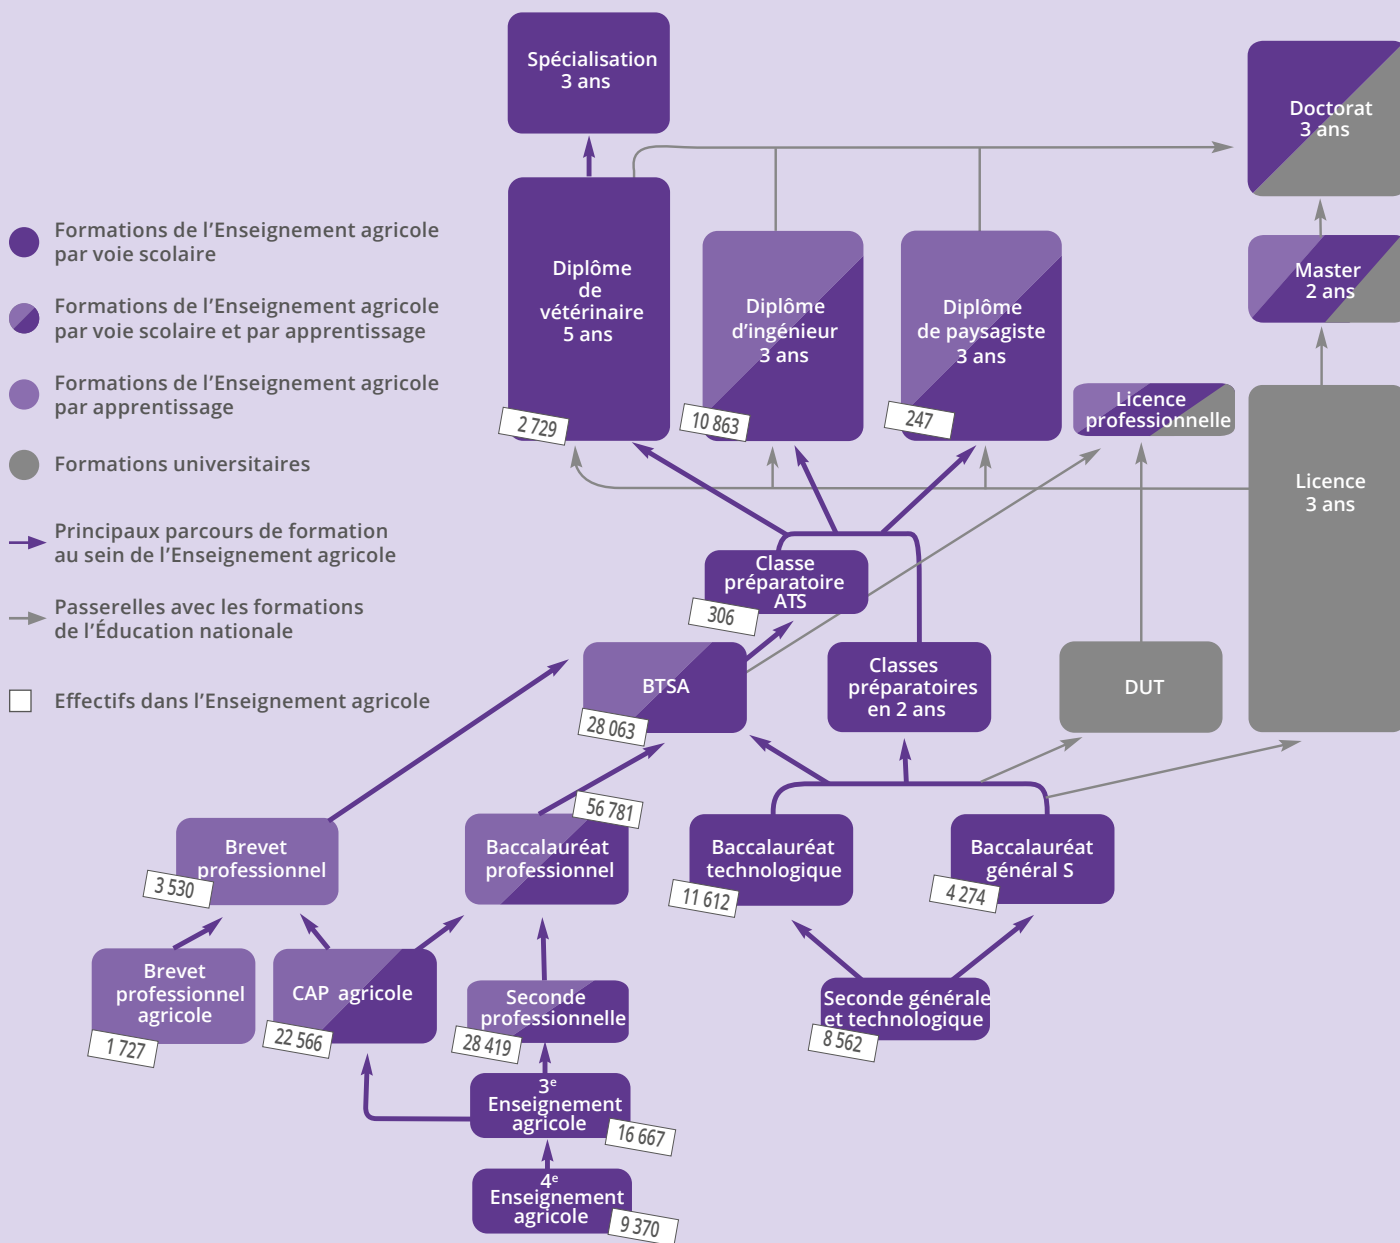 Spécialisation
3 ans
Doctorat
3 ans
Formations de l’Enseignement agricole
par voie scolaire
Formations de l’Enseignement agricole
par voie scolaire et par apprentissage
Formations de l’Enseignement agricole
par apprentissage
Formations universitaires
Principaux parcours de formation
au sein de l’Enseignement agricole
Passerelles avec les formations
de l’Éducation nationale
Effectifs dans l’Enseignement agricole
Diplôme
de
vétérinaire
5 ans
2 729
Diplôme
d’ingénieur
3 ans
10 863
Diplôme
de paysagiste
3 ans
247
Master
2 ans
Licence
professionnelle
Licence
3 ans
Classe
préparatoire
ATS
306
BTSA
28 063
Classes
préparatoires
en 2 ans
DUT
Brevet
professionnel
3 530
Baccalauréat
professionnel
56 781
Baccalauréat
technologique
11 612
Baccalauréat
général S
4 274
Brevet
professionnel
agricole
1 727
CAP agricole
22 566
Seconde
professionnelle
28 419
Seconde générale
et technologique
8 562
3e
Enseignement
agricole
16 667
4e
Enseignement
agricole
9 370